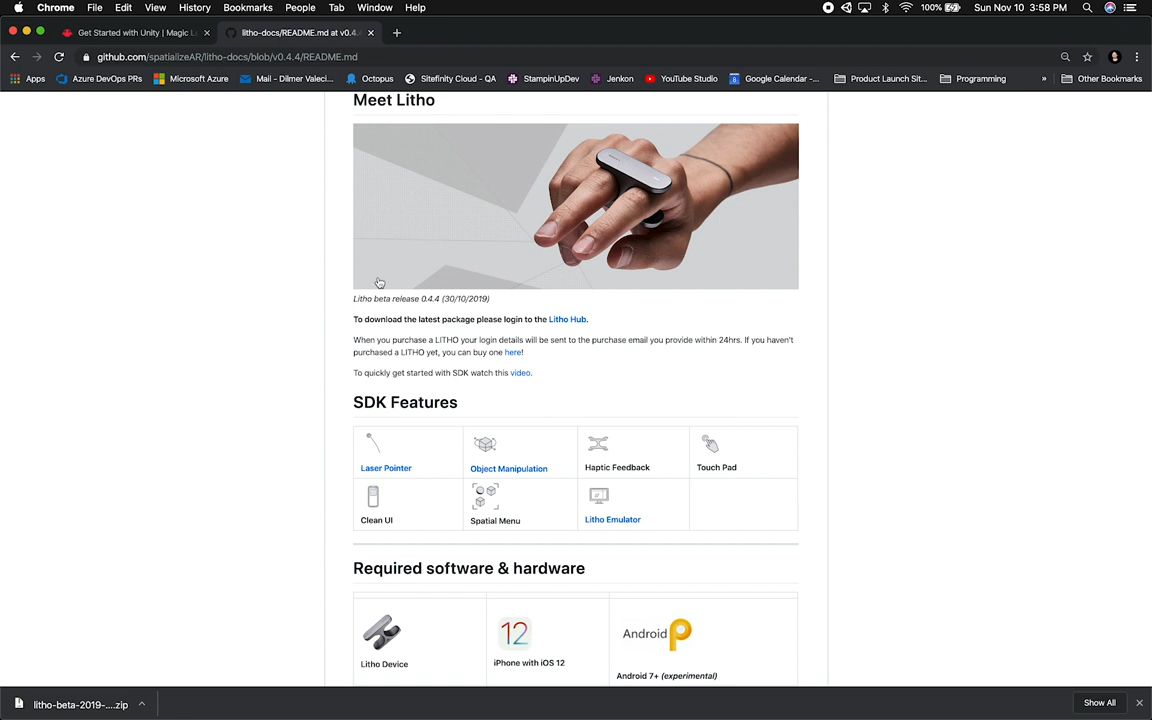 Chrome File Edit View History Bookmarks People Tab Window Help 100% Sun Nov 10 3:58 PM
Get Started with Unity | Magic L litho-docs/README.md at v0.4.
github.com/spatializeAR/litho-docs/blob/v0.4.4/README.md
Apps Azure DevOps PRs Microsoft Azure Mail - Dilmer Valeci... Octopus Sitefinity Cloud - QA StampinUpDev Jenkon YouTube Studio Google Calendar -... Product Launch Sit... Programming » Other Bookmarks
Meet Litho
Litho beta release 0.4.4 (30/10/2019)
To download the latest package please login to the Litho Hub.
When you purchase a LITHO your login details will be sent to the purchase email you provide within 24hrs. If you haven't
purchased a LITHO yet, you can buy one here!
To quickly get started with SDK watch this video.
SDK Features
Laser Pointer Object Manipulation Haptic Feedback Touch Pad
Clean UI Spatial Menu Litho Emulator
Required software & hardware
12 Android P
Litho Device iPhone with iOS 12 Android 7+ (experimental)
litho-beta-2019-....zip Show All